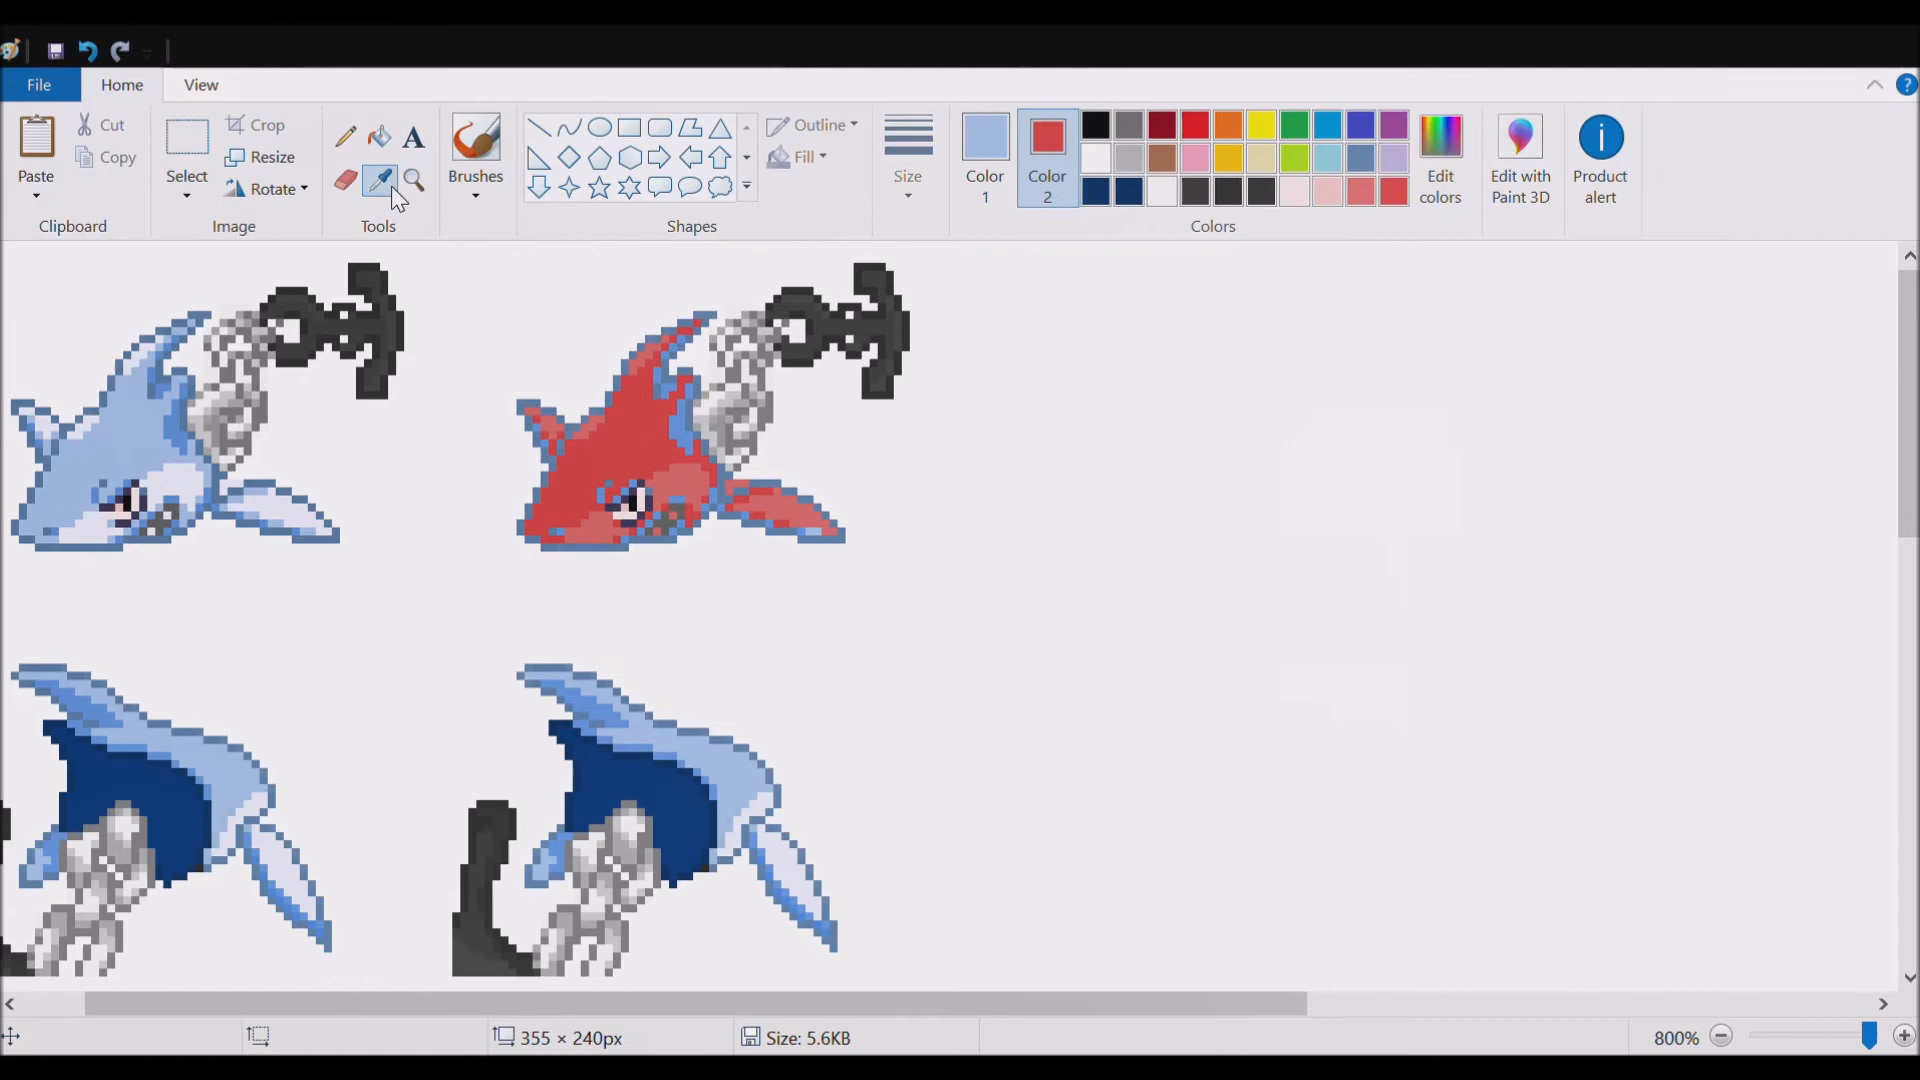 File Home View
Paste Cut Copy Clipboard
Select Crop Resize Rotate Image
A
Tools
Brushes
Shapes
Outline Fill
Size
Color 1
Color 2
Colors
Edit colors
Edit with Paint 3D
Product alert
355 × 240px
Size: 5.6KB
800%